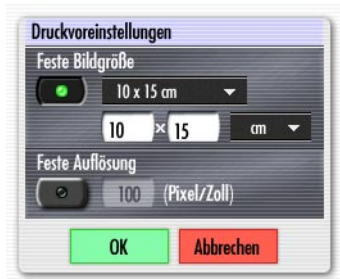 Druckvoreinstellungen
Feste Bildgröße
10 x 15 cm
10 × 15 cm
Feste Auflösung
100 (Pixel/Zoll)
OK Abbrechen